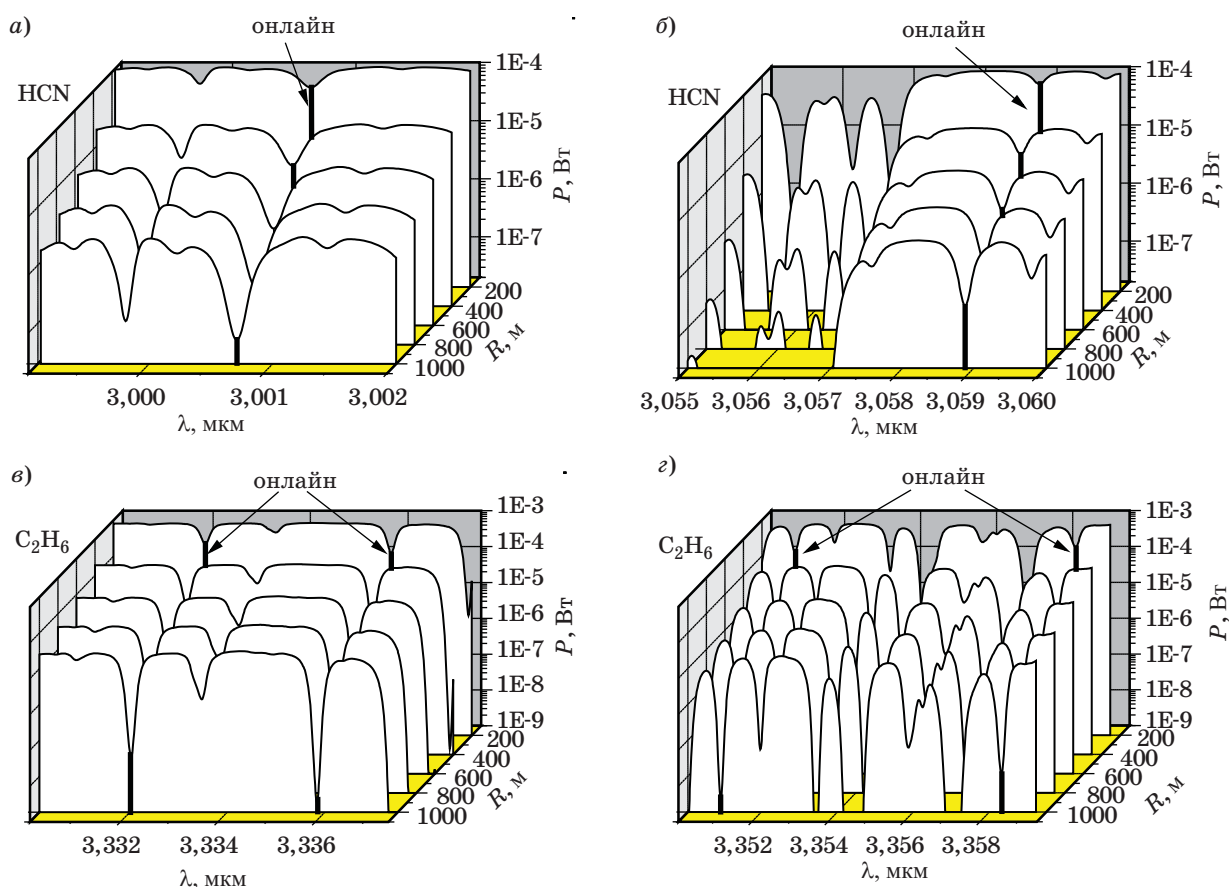 а)
онлайн
HCN
1E-4
1E-5
1E-6
1E-7
P, Вт
200
400
600
800
1000
R, м
3,000
3,001
3,002
λ, мкм
б)
онлайн
HCN
1E-4
1E-5
1E-6
1E-7
P, Вт
200
400
600
800
1000
R, м
3,055
3,056
3,057
3,058
3,059
3,060
λ, мкм
в)
онлайн
C₂H₆
1E-3
1E-4
1E-5
1E-6
1E-7
1E-8
1E-9
P, Вт
200
400
600
800
1000
R, м
3,332
3,334
3,336
λ, мкм
г)
онлайн
C₂H₆
1E-3
1E-4
1E-5
1E-6
1E-7
1E-8
1E-9
P, Вт
200
400
600
800
1000
R, м
3,352
3,354
3,356
3,358
λ, мкм